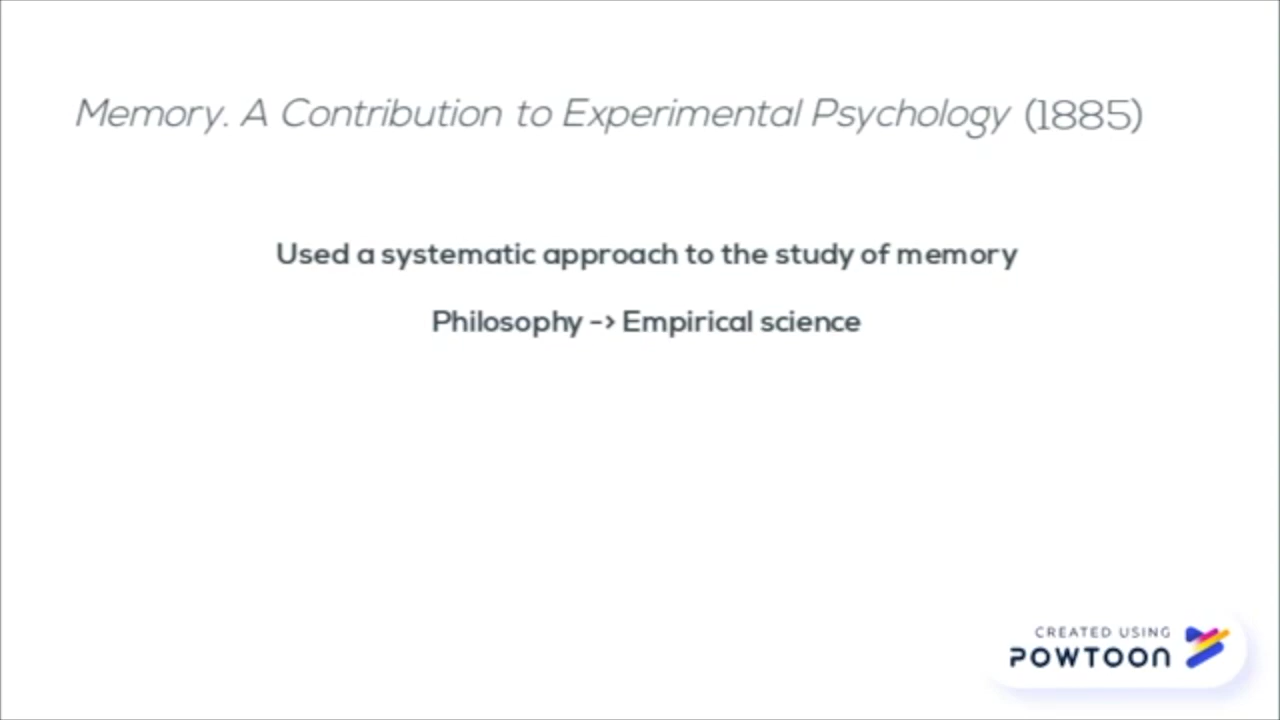 Memory. A Contribution to Experimental Psychology (1885)
Used a systematic approach to the study of memory
Philosophy -> Empirical science
CREATED USING
POWTOON